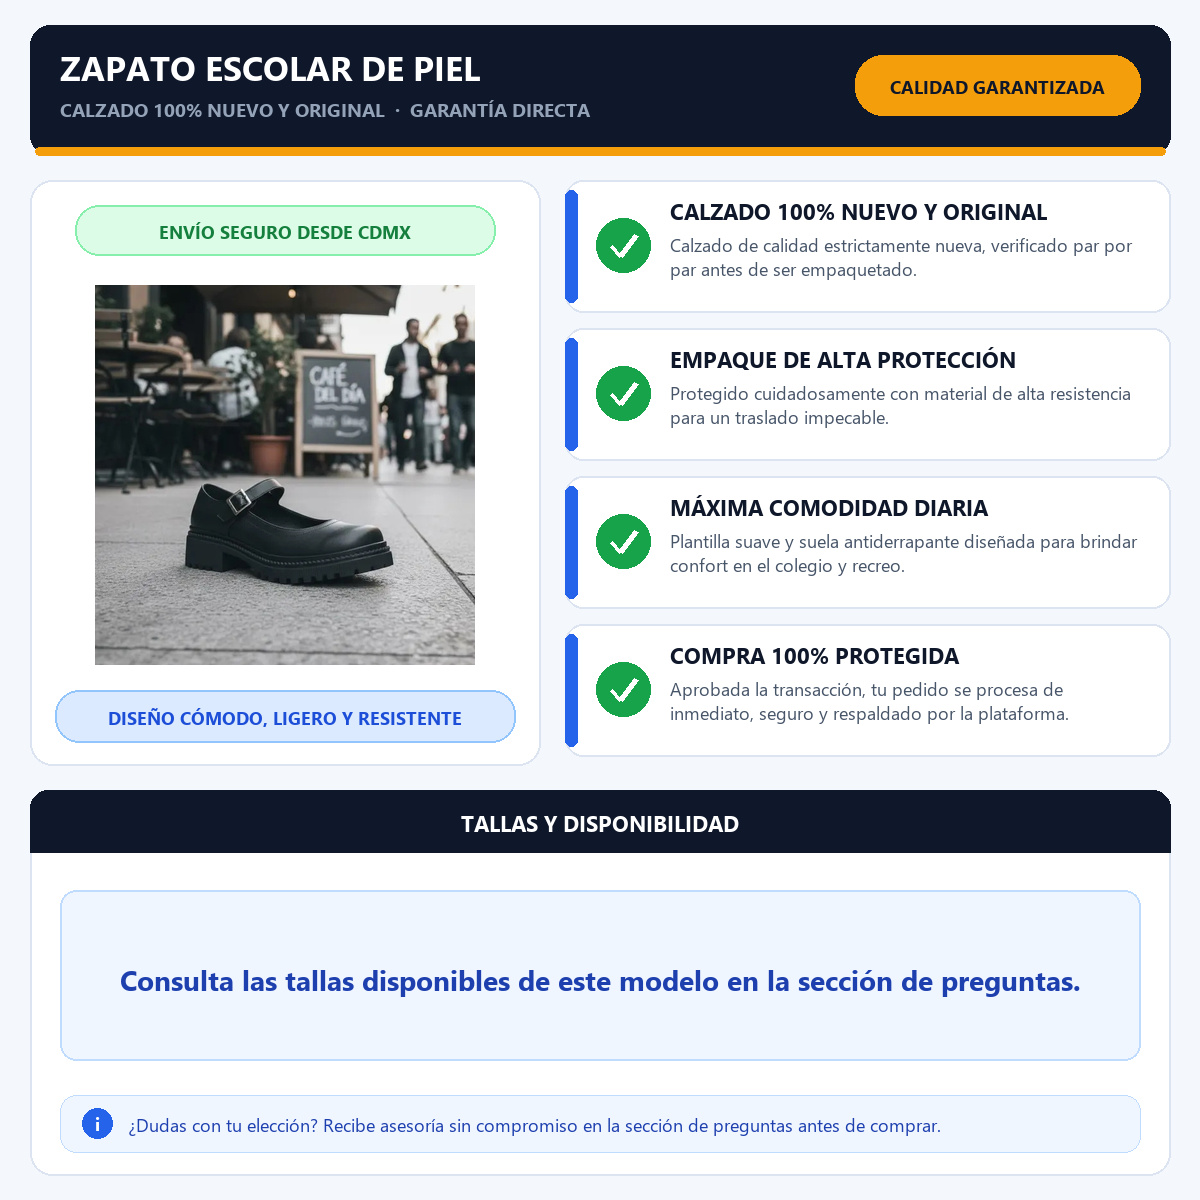 ZAPATO ESCOLAR DE PIEL
CALZADO 100% NUEVO Y ORIGINAL · GARANTÍA DIRECTA
CALIDAD GARANTIZADA
ENVÍO SEGURO DESDE CDMX
CAFÉ
DEL DÍA
DISEÑO CÓMODO, LIGERO Y RESISTENTE
CALZADO 100% NUEVO Y ORIGINAL
Calzado de calidad estrictamente nueva, verificado par por
par antes de ser empaquetado.
EMPAQUE DE ALTA PROTECCIÓN
Protegido cuidadosamente con material de alta resistencia
para un traslado impecable.
MÁXIMA COMODIDAD DIARIA
Plantilla suave y suela antiderrapante diseñada para brindar
confort en el colegio y recreo.
COMPRA 100% PROTEGIDA
Aprobada la transacción, tu pedido se procesa de
inmediato, seguro y respaldado por la plataforma.
TALLAS Y DISPONIBILIDAD
Consulta las tallas disponibles de este modelo en la sección de preguntas.
¿Dudas con tu elección? Recibe asesoría sin compromiso en la sección de preguntas antes de comprar.